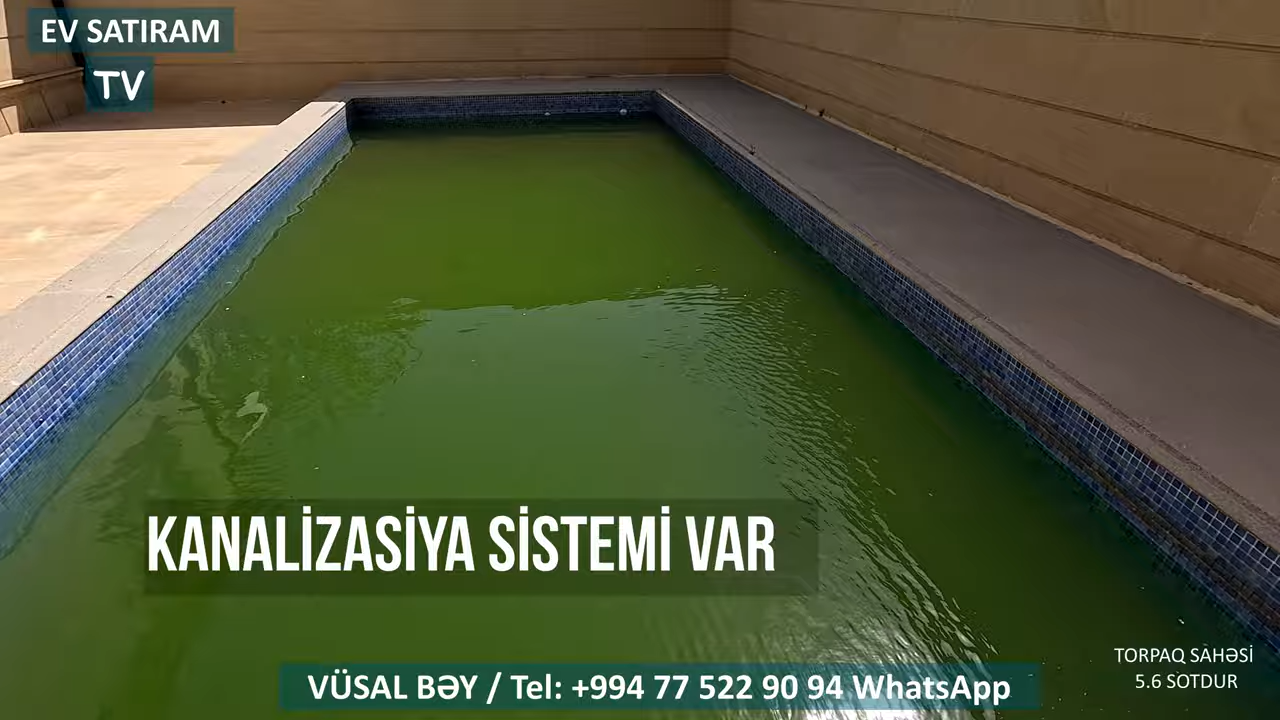 EV SATIRAM
TV
KANALİZASİYA SİSTEMİ VAR
VÜSAL BƏY / Tel: +994 77 522 90 94 WhatsApp
TORPAQ SAHƏSİ
5.6 SOTDUR